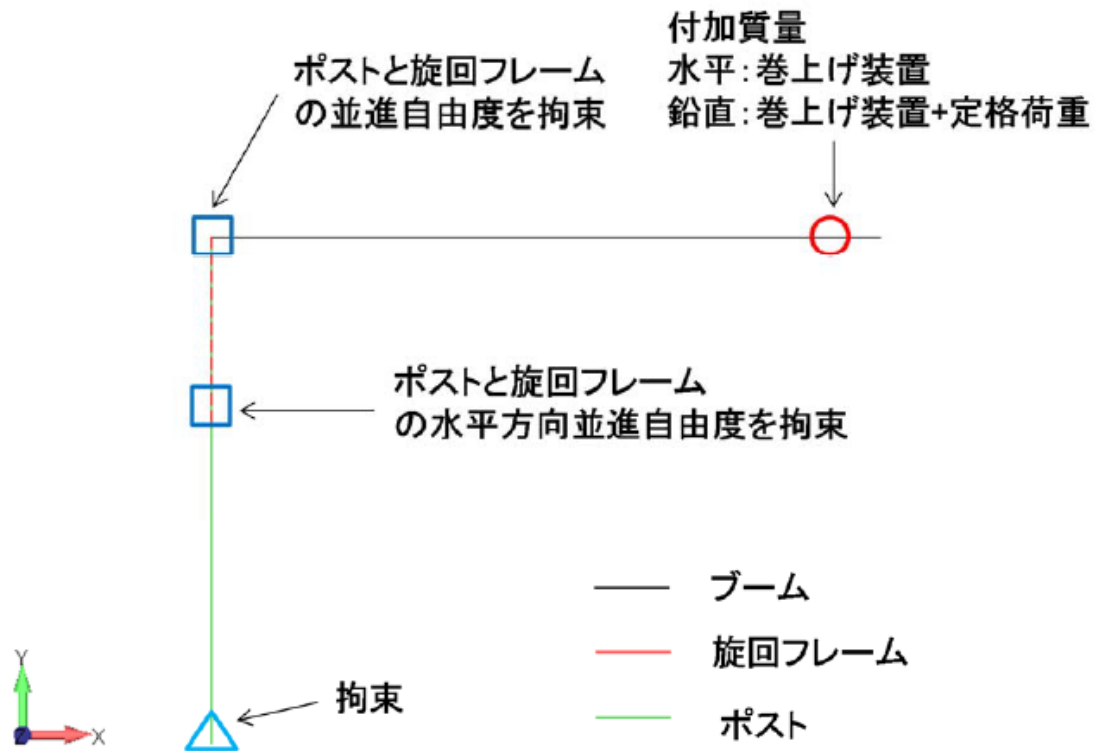 付加質量
水平:巻上げ装置
鉛直:巻上げ装置+定格荷重
ポストと旋回フレーム
の並進自由度を拘束
ポストと旋回フレーム
の水平方向並進自由度を拘束
ブーム
旋回フレーム
ポスト
拘束
Y
X